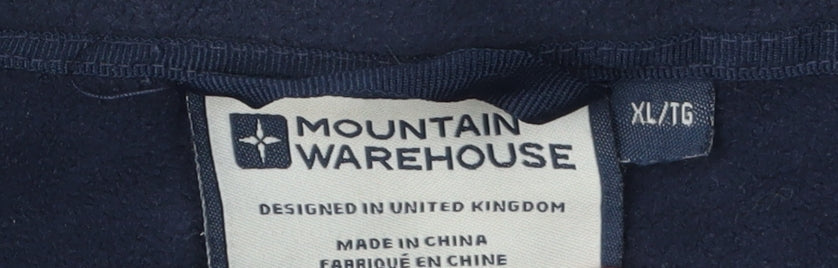 MOUNTAIN
WAREHOUSE
XL/TG
DESIGNED IN UNITED KINGDOM
MADE IN CHINA
FABRIQUÉ EN CHINE